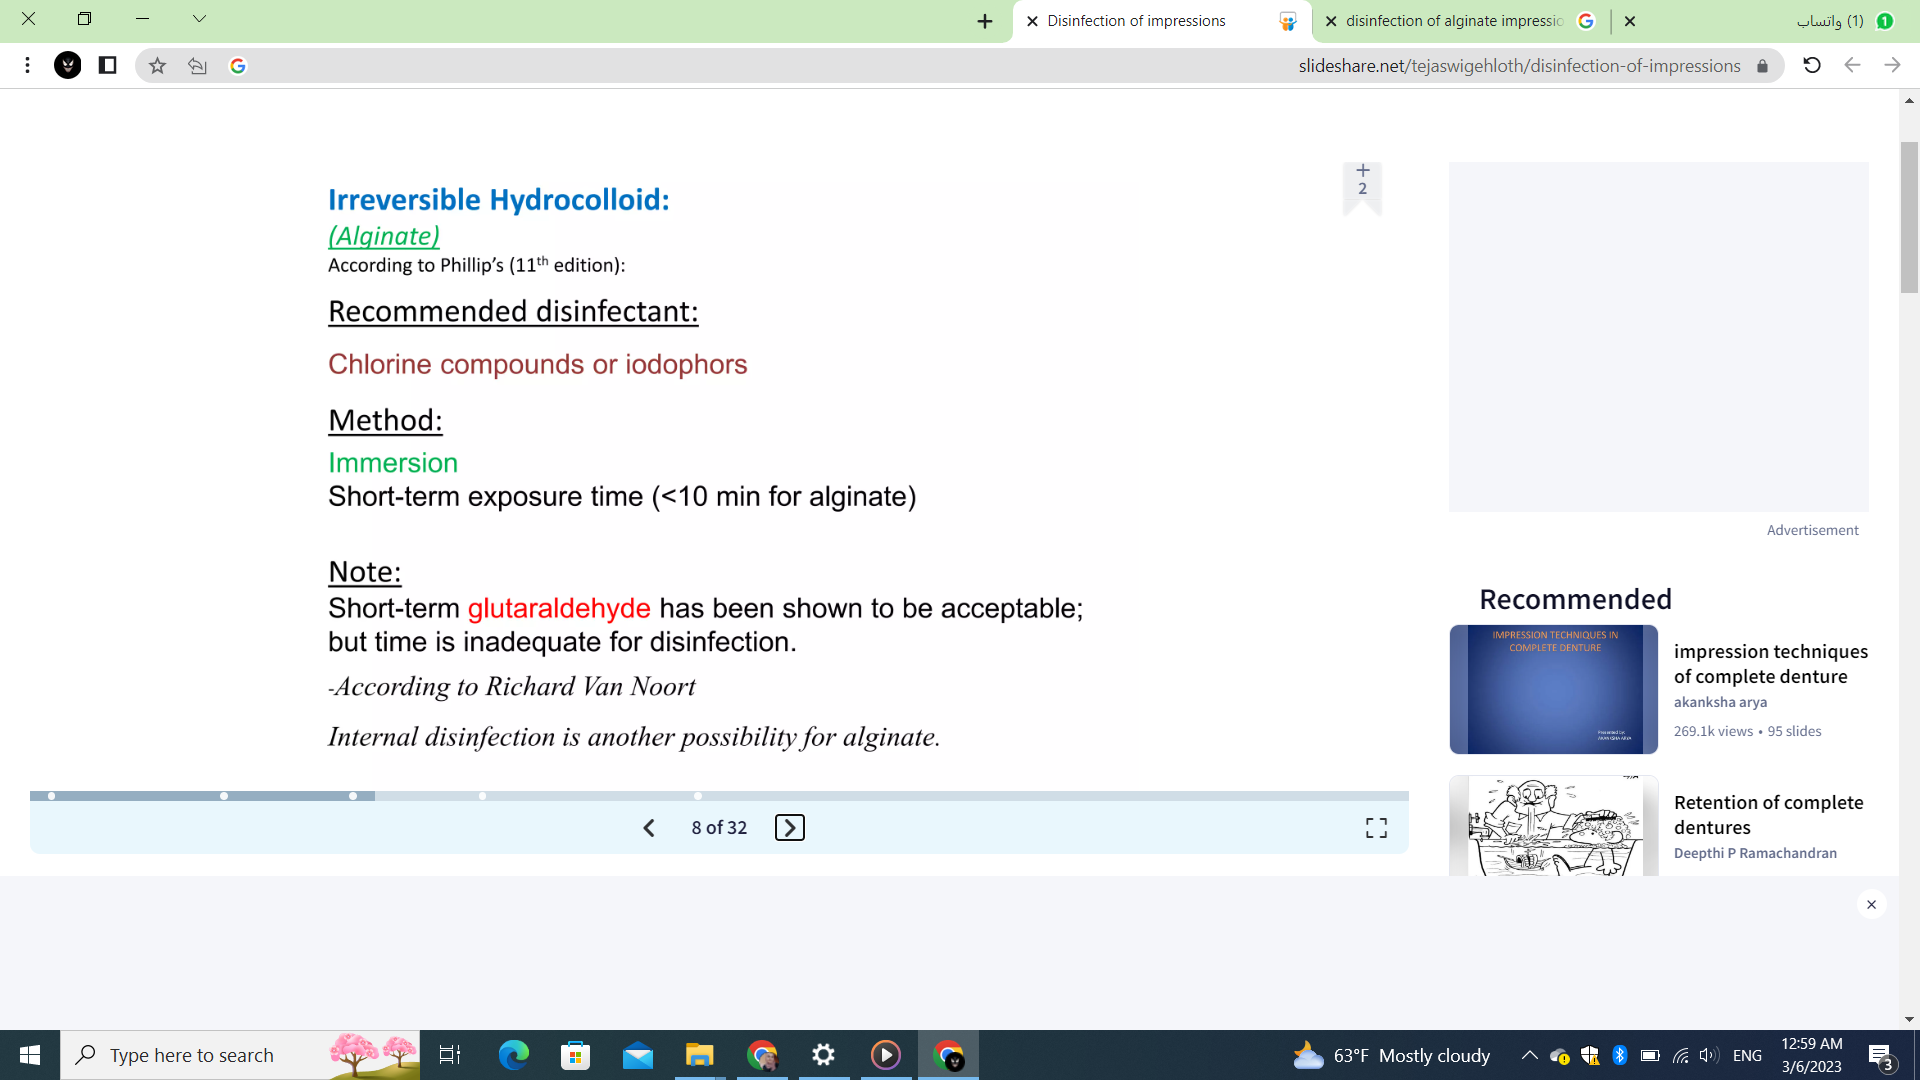 Disinfection of impressions
disinfection of alginate impressio
(1) واتساب
slideshare.net/tejaswigehloth/disinfection-of-impressions
Irreversible Hydrocolloid:
(Alginate)
According to Phillip's (11th edition):
Recommended disinfectant:
Chlorine compounds or iodophors
Method:
Immersion
Short-term exposure time (<10 min for alginate)
Note:
Short-term glutaraldehyde has been shown to be acceptable;
but time is inadequate for disinfection.
-According to Richard Van Noort
Internal disinfection is another possibility for alginate.
8 of 32
2
Advertisement
Recommended
IMPRESSION TECHNIQUES IN
COMPLETE DENTURE
impression techniques
of complete denture
akanksha arya
269.1k views • 95 slides
Retention of complete
dentures
Deepthi P Ramachandran
Type here to search
63°F Mostly cloudy
ENG
12:59 AM
3/6/2023
3